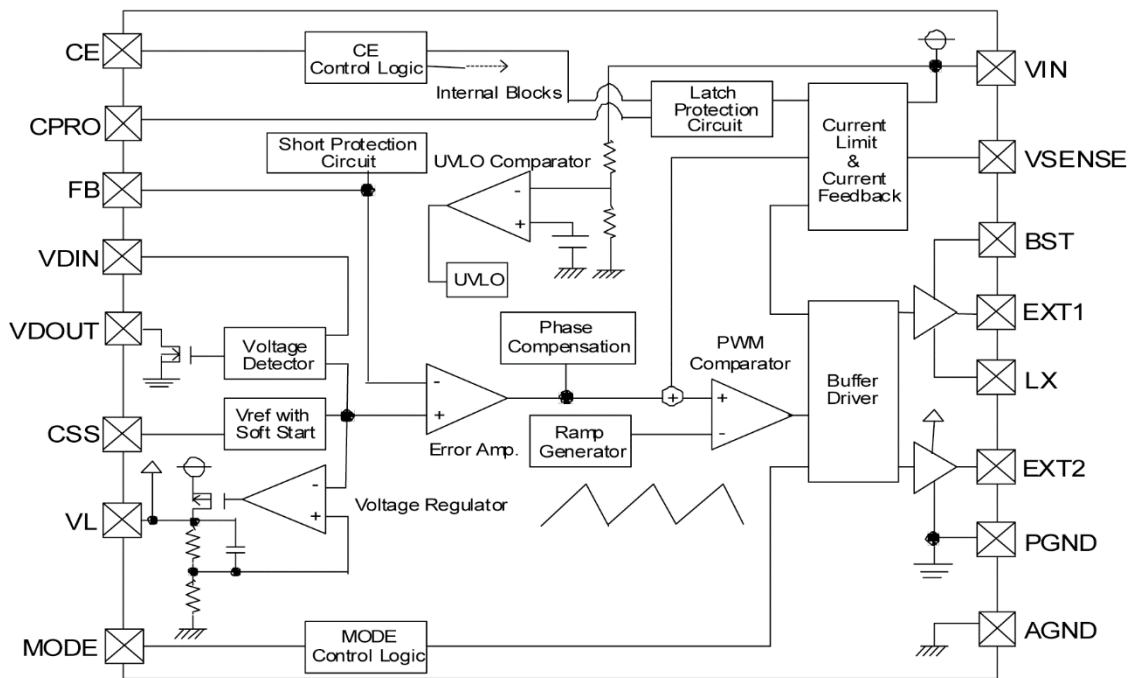 CE
CE
Control Logic
Internal Blocks
VIN
CPRO
Latch
Protection
Circuit
Current
Limit
&
Current
Feedback
VSENSE
Short Protection
Circuit
UVLO Comparator
FB
-
+
UVLO
BST
VDIN
VDOUT
Voltage
Detector
Phase
Compensation
PWM
Comparator
Buffer
Driver
EXT1
LX
-
+
Error Amp.
+
+
-
CSS
Vref with
Soft Start
Ramp
Generator
EXT2
-
+
Voltage Regulator
VL
PGND
MODE
MODE
Control Logic
AGND